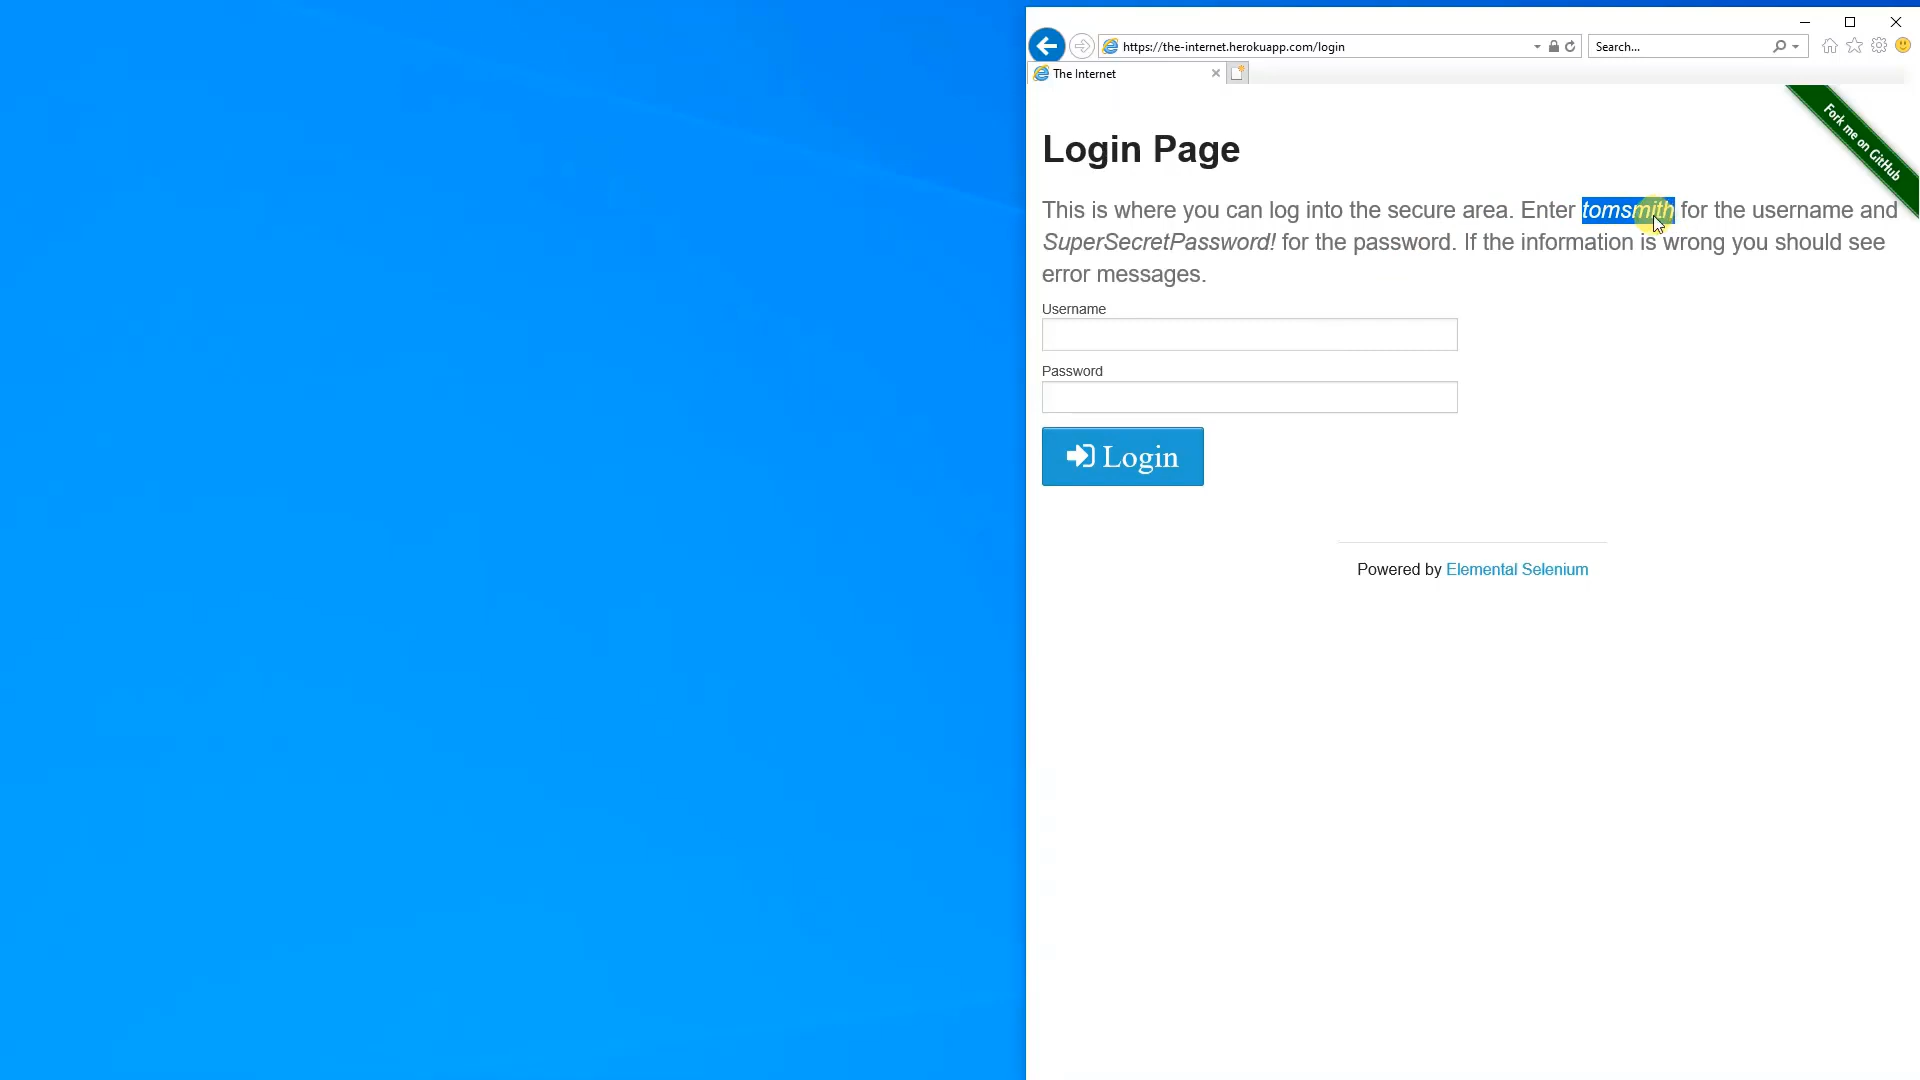 https://the-internet.herokuapp.com/login
Search...
The Internet
Fork me on GitHub
Login Page
This is where you can log into the secure area. Enter tomsmith for the username and
SuperSecretPassword! for the password. If the information is wrong you should see
error messages.
Username
Password
Login
Powered by Elemental Selenium